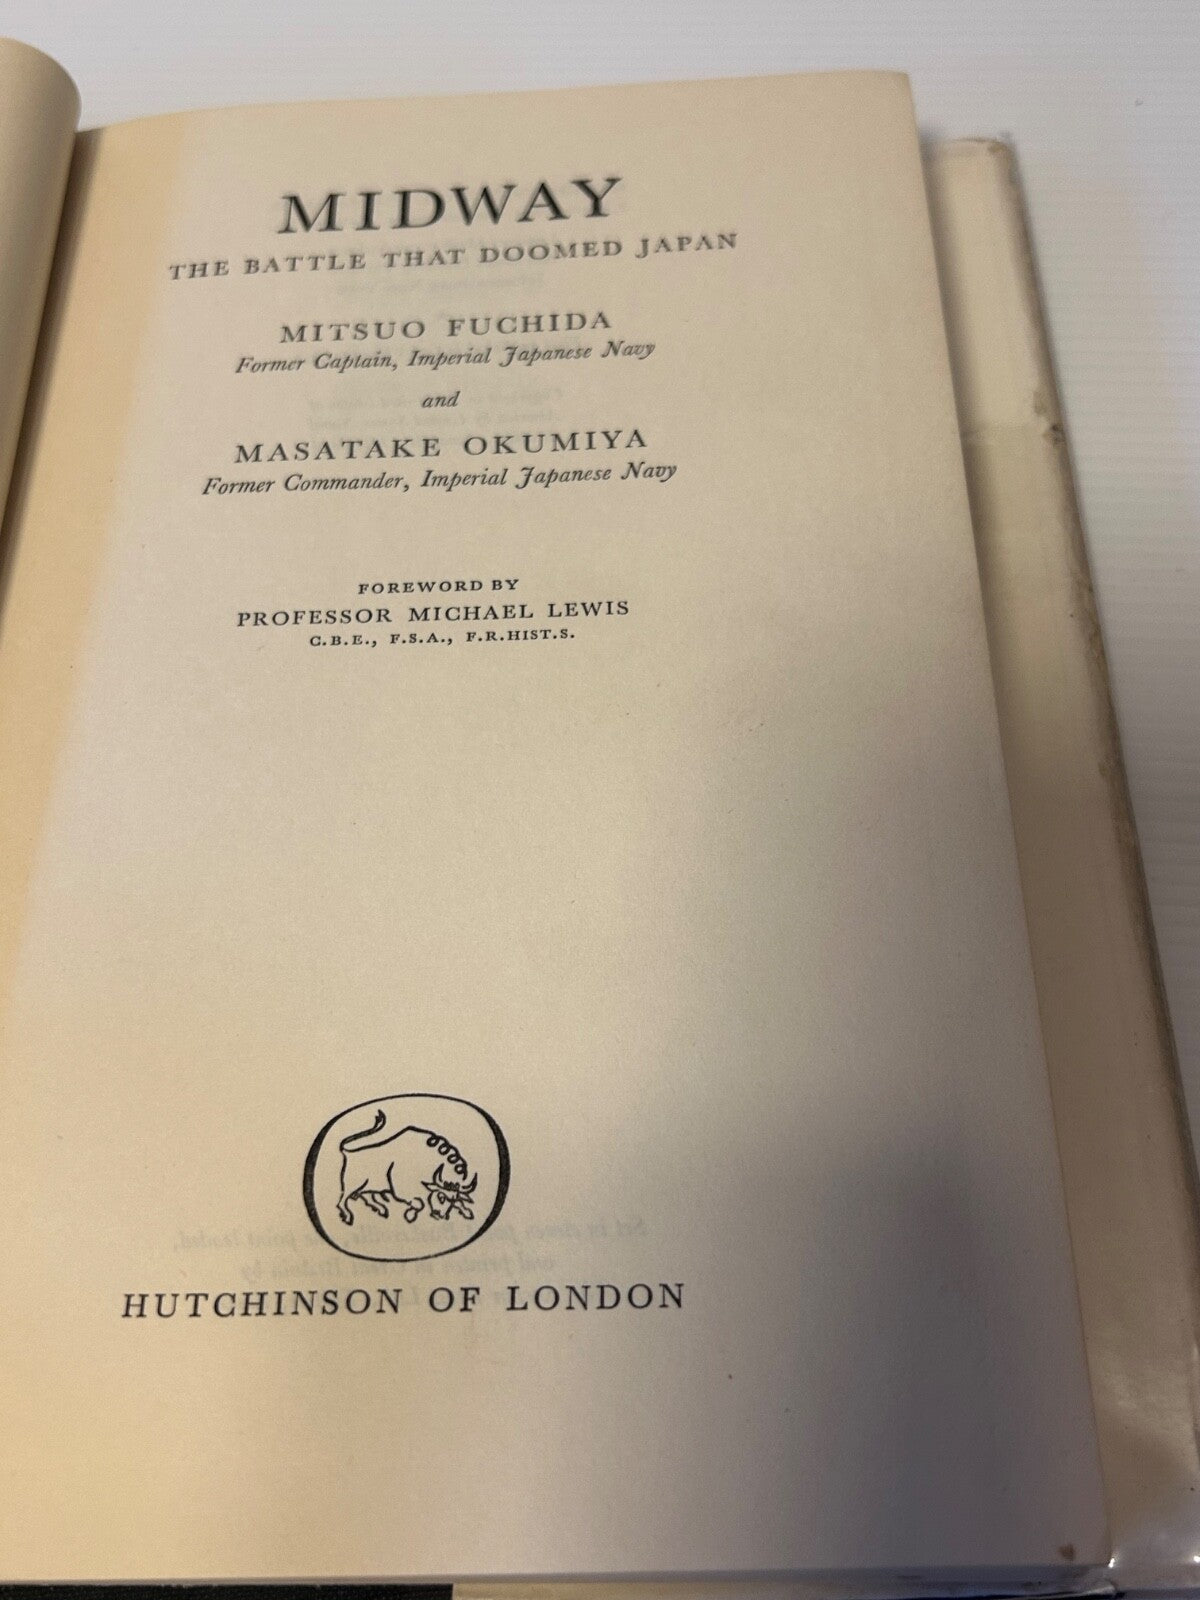 MIDWAY
THE BATTLE THAT DOOMED JAPAN
MITSUO FUCHIDA
Former Captain, Imperial Japanese Navy
and
MASATAKE OKUMIYA
Former Commander, Imperial Japanese Navy
FOREWORD BY
PROFESSOR MICHAEL LEWIS
C.B.E., F.S.A., F.R.HIST.S.
HUTCHINSON OF LONDON